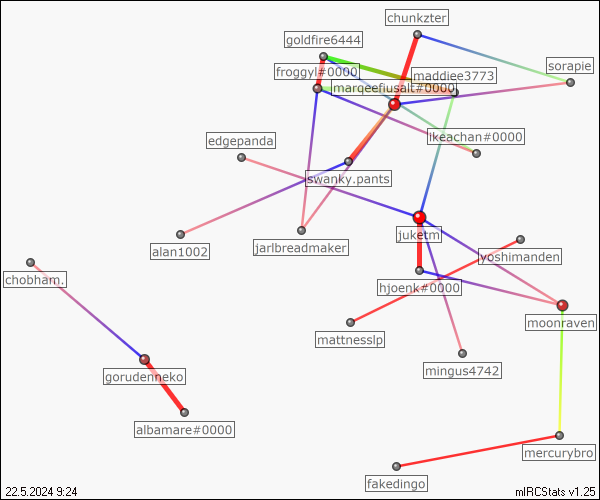 chunkzter
goldfire6444
sorapie
froggyl#0000
maddiee3773
marqeefiusalt#0000
ikeachan#0000
edgepanda
swanky.pants
juketm
alan1002
jarlbreadmaker
yoshimanden
chobham.
hjoenk#0000
moonraven
mattnesslp
mingus4742
gorudenneko
albamare#0000
mercurybro
fakedingo
22.5.2024 9:24
mIRCStats v1.25